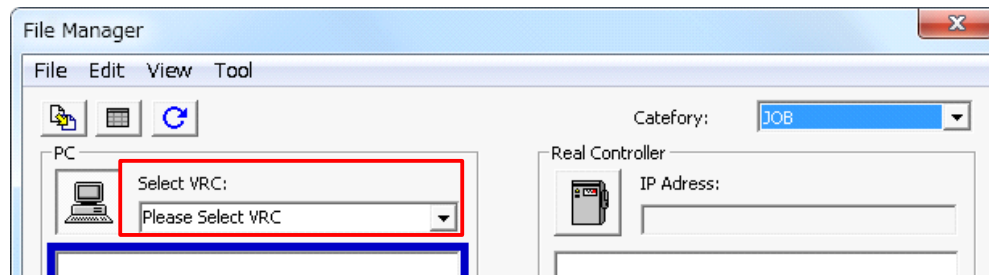 File Manager
File Edit View Tool
Catefory: JOB
PC
Real Controller
Select VRC:
IP Adress:
Please Select VRC